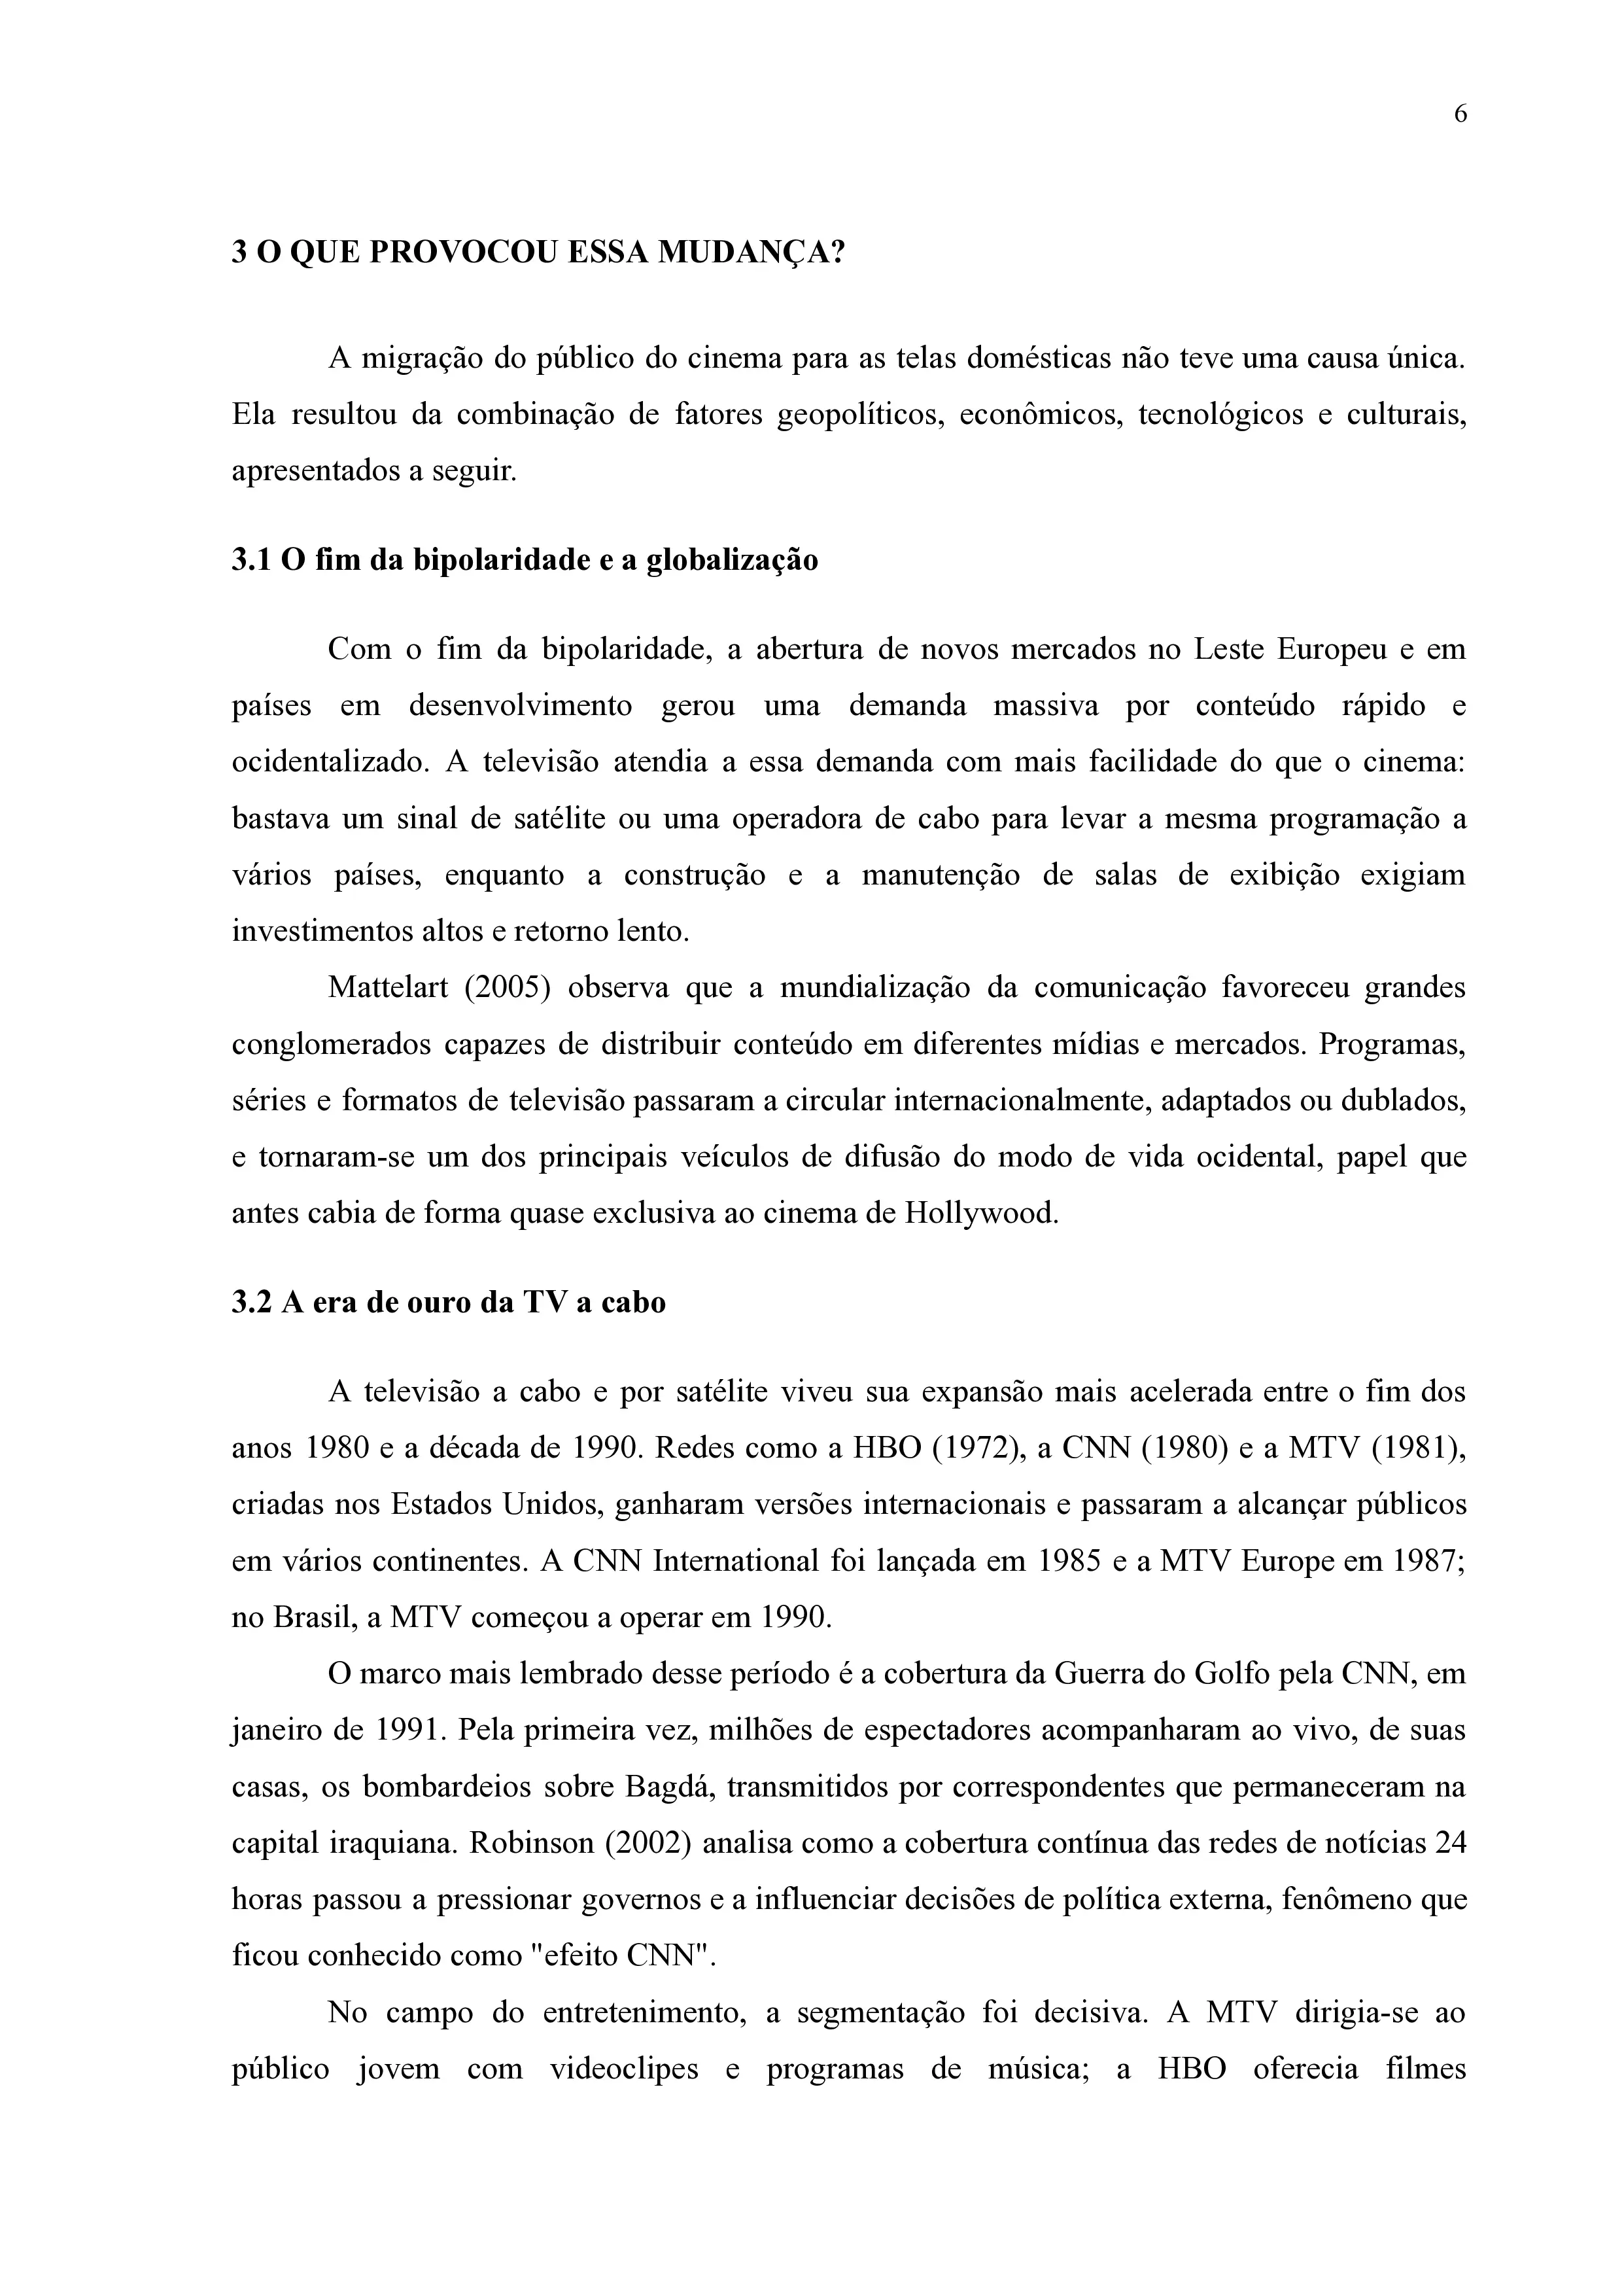 6
3 O QUE PROVOCOU ESSA MUDANÇA?
A migração do público do cinema para as telas domésticas não teve uma causa única.
Ela resultou da combinação de fatores geopolíticos, econômicos, tecnológicos e culturais,
apresentados a seguir.
3.1 O fim da bipolaridade e a globalização
Com o fim da bipolaridade, a abertura de novos mercados no Leste Europeu e em
países em desenvolvimento gerou uma demanda massiva por conteúdo rápido e
ocidentalizado. A televisão atendia a essa demanda com mais facilidade do que o cinema:
bastava um sinal de satélite ou uma operadora de cabo para levar a mesma programação a
vários países, enquanto a construção e a manutenção de salas de exibição exigiam
investimentos altos e retorno lento.
Mattelart (2005) observa que a mundialização da comunicação favoreceu grandes
conglomerados capazes de distribuir conteúdo em diferentes mídias e mercados. Programas,
séries e formatos de televisão passaram a circular internacionalmente, adaptados ou dublados,
e tornaram-se um dos principais veículos de difusão do modo de vida ocidental, papel que
antes cabia de forma quase exclusiva ao cinema de Hollywood.
3.2 A era de ouro da TV a cabo
A televisão a cabo e por satélite viveu sua expansão mais acelerada entre o fim dos
anos 1980 e a década de 1990. Redes como a HBO (1972), a CNN (1980) e a MTV (1981),
criadas nos Estados Unidos, ganharam versões internacionais e passaram a alcançar públicos
em vários continentes. A CNN International foi lançada em 1985 e a MTV Europe em 1987;
no Brasil, a MTV começou a operar em 1990.
O marco mais lembrado desse período é a cobertura da Guerra do Golfo pela CNN, em
janeiro de 1991. Pela primeira vez, milhões de espectadores acompanharam ao vivo, de suas
casas, os bombardeios sobre Bagdá, transmitidos por correspondentes que permaneceram na
capital iraquiana. Robinson (2002) analisa como a cobertura contínua das redes de notícias 24
horas passou a pressionar governos e a influenciar decisões de política externa, fenômeno que
ficou conhecido como "efeito CNN".
No campo do entretenimento, a segmentação foi decisiva. A MTV dirigia-se ao
público jovem com videoclipes e programas de música; a HBO oferecia filmes